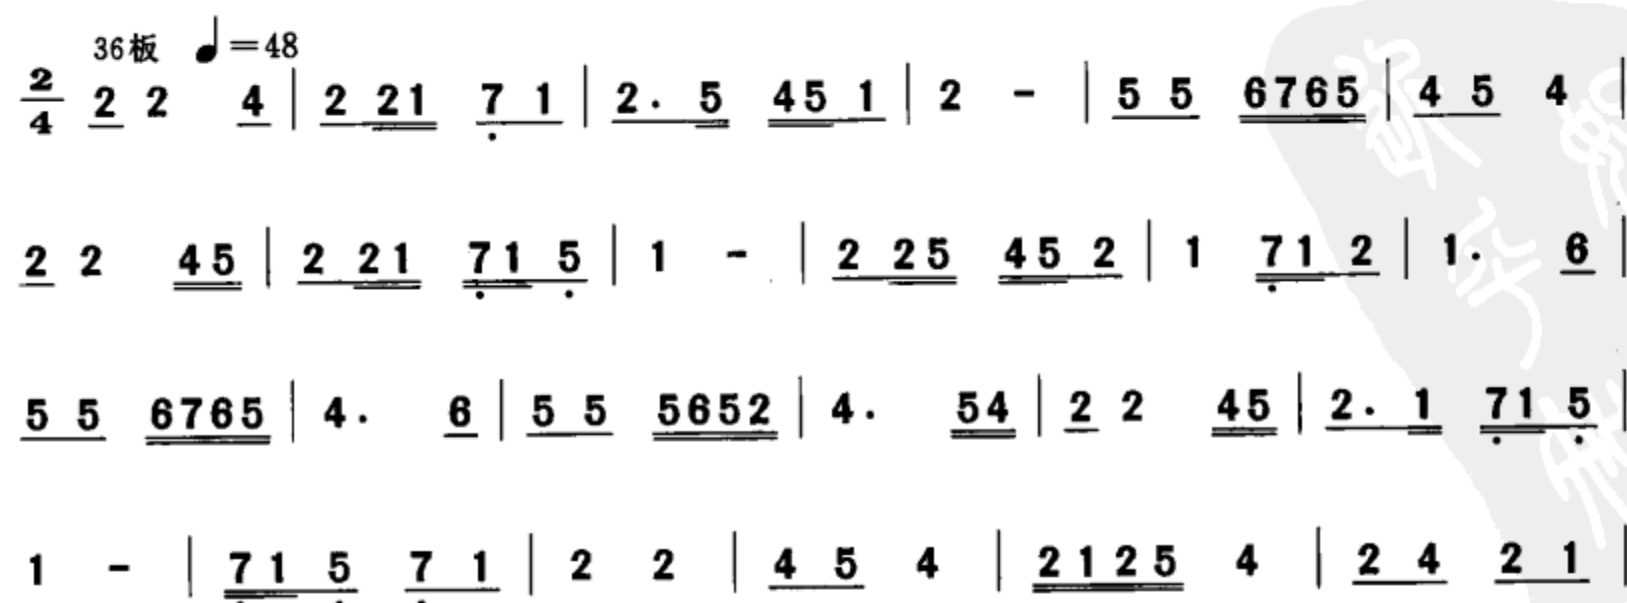 36板 ♩=48
2/4 2 2 4 | 2 21 7 1 | 2. 5 45 1 | 2 - | 5 5 6765 | 4 5 4 |
2 2 45 | 2 21 71 5 | 1 - | 2 25 45 2 | 1 71 2 | 1. 6 |
5 5 6765 | 4. 6 | 5 5 5652 | 4. 54 | 2 2 45 | 2. 1 71 5 |
1 - | 71 5 7 1 | 2 2 | 4 5 4 | 2125 4 | 2 4 2 1 |